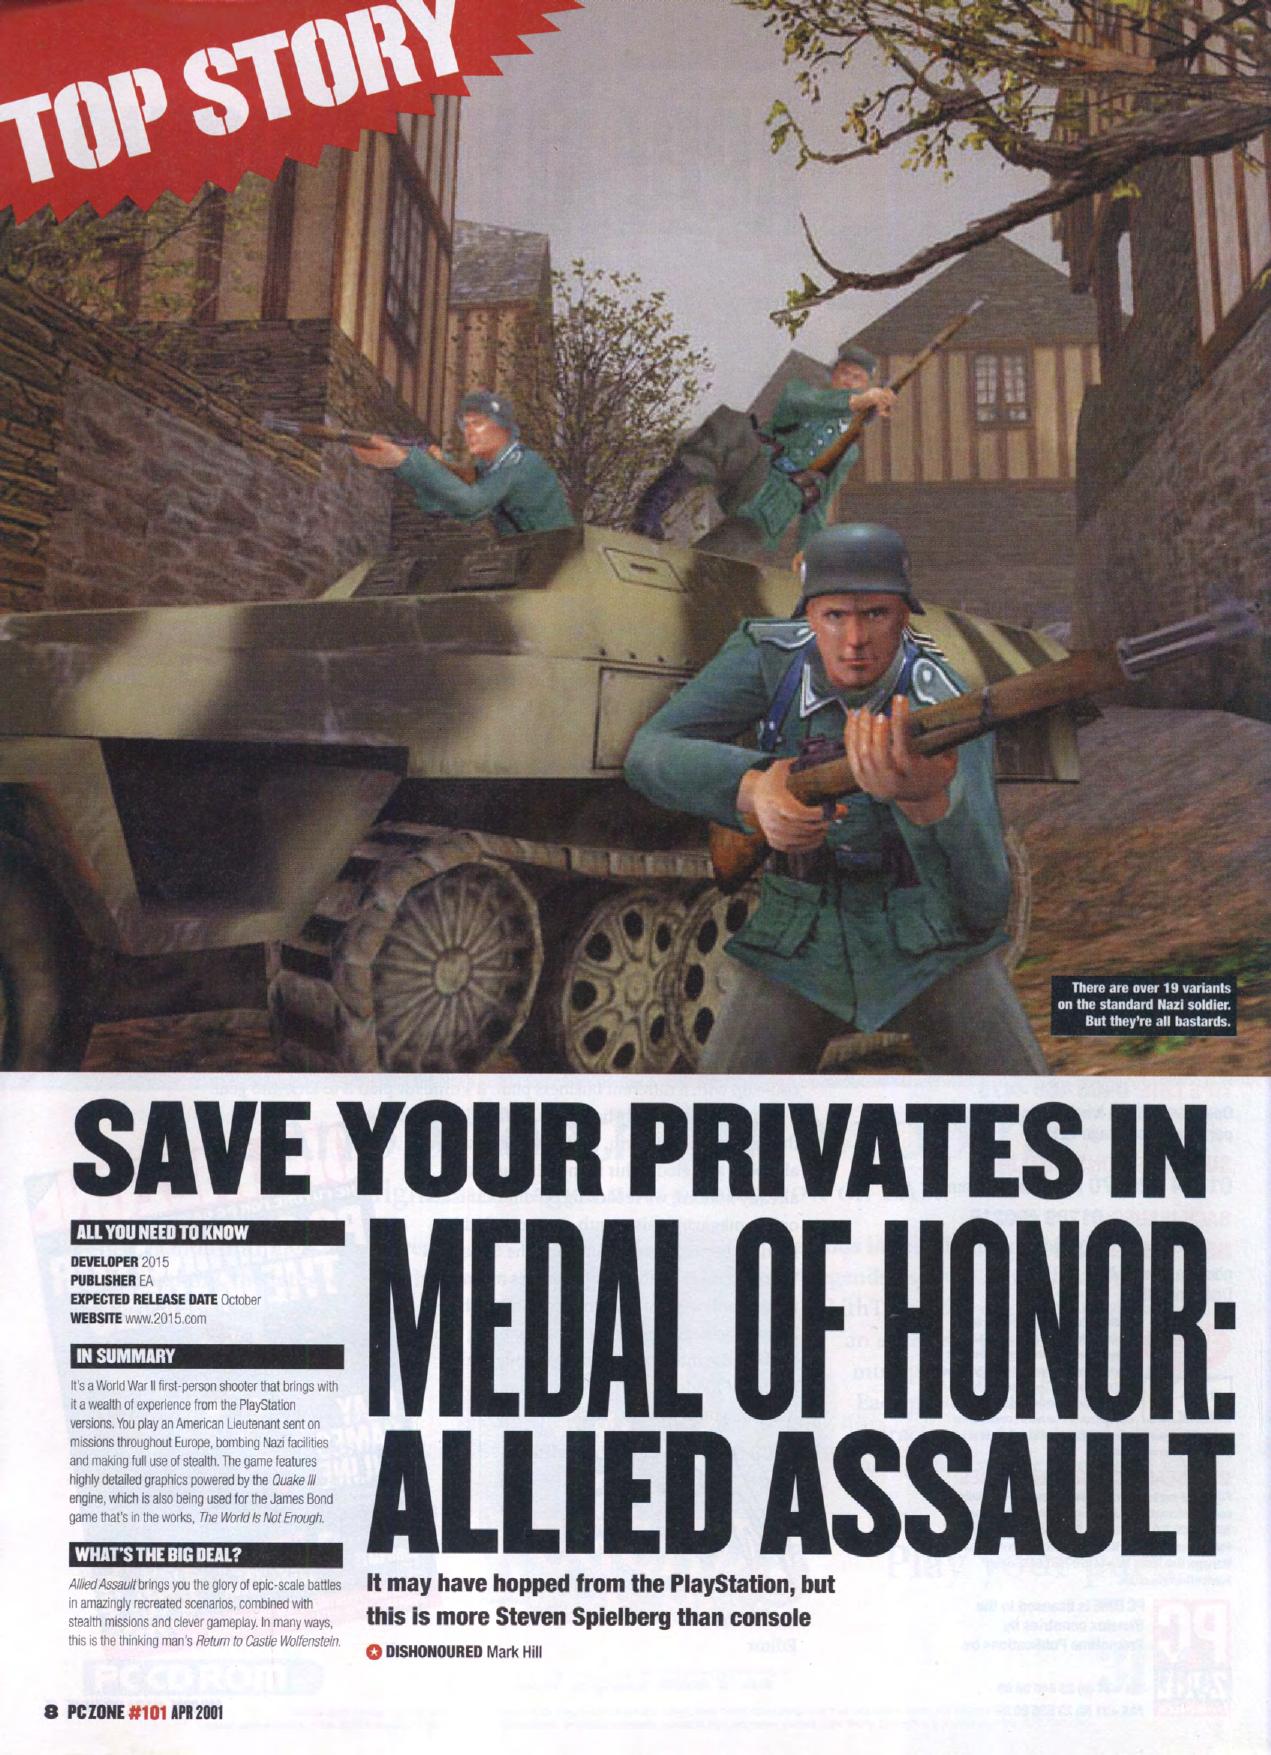 TOP STORY
There are over 19 variants
on the standard Nazi soldier.
But they're all bastards.
SAVE YOUR PRIVATES IN
MEDAL OF HONOR:
ALLIED ASSAULT
ALL YOU NEED TO KNOW
DEVELOPER 2015
PUBLISHER EA
EXPECTED RELEASE DATE October
WEBSITE www.2015.com
IN SUMMARY
It's a World War II first-person shooter that brings with
it a wealth of experience from the PlayStation
versions. You play an American Lieutenant sent on
missions throughout Europe, bombing Nazi facilities
and making full use of stealth. The game features
highly detailed graphics powered by the Quake III
engine, which is also being used for the James Bond
game that's in the works, The World Is Not Enough.
WHAT'S THE BIG DEAL?
Allied Assault brings you the glory of epic-scale battles
in amazingly recreated scenarios, combined with
stealth missions and clever gameplay. In many ways,
this is the thinking man's Return to Castle Wolfenstein.
It may have hopped from the PlayStation, but
this is more Steven Spielberg than console
DISHONOURED Mark Hill
8 PCZONE #101 APR 2001